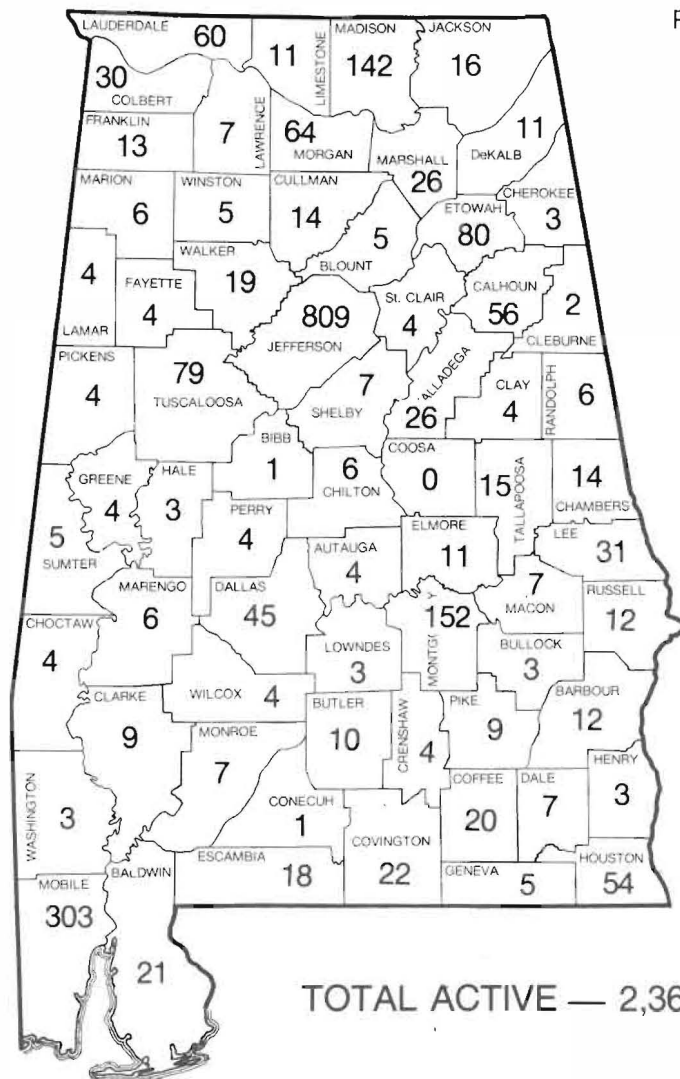 P
LAUDERDALE 60
LIMESTONE 11
MADISON 142
JACKSON 16
30 COLBERT
FRANKLIN 13
7 LAWRENCE
64 MORGAN
MARSHALL 26
DeKALB 11
CHEROKEE 3
MARION 6
WINSTON 5
CULLMAN 14
5 BLOUNT
ETOWAH 80
4 LAMAR
FAYETTE 4
WALKER 19
809 JEFFERSON
St. CLAIR 4
CALHOUN 56
2 CLEBURNE
PICKENS 4
79 TUSCALOOSA
7 SHELBY
ALLADEGA 26
CLAY 4
RANDOLPH 6
GREENE 4
HALE 3
BIBB 1
6 CHILTON
COOSA 0
15 TALLAPOOSA
14 CHAMBERS
5 SUMTER
PERRY 4
AUTAUGA 4
ELMORE 11
LEE 31
MARENGO 6
DALLAS 45
152 MONTG Y
7 MACON
RUSSELL 12
CHOCTAW 4
LOWNDES 3
BULLOCK 3
CLARKE 9
WILCOX 4
BUTLER 10
CRENSHAW 4
PIKE 9
BARBOUR 12
WASHINGTON 3
MONROE 7
CONECUH 1
COFFEE 20
DALE 7
HENRY 3
ESCAMBIA 18
COVINGTON 22
GENEVA 5
HOUSTON 54
MOBILE 303
BALDWIN 21
TOTAL ACTIVE — 2,36